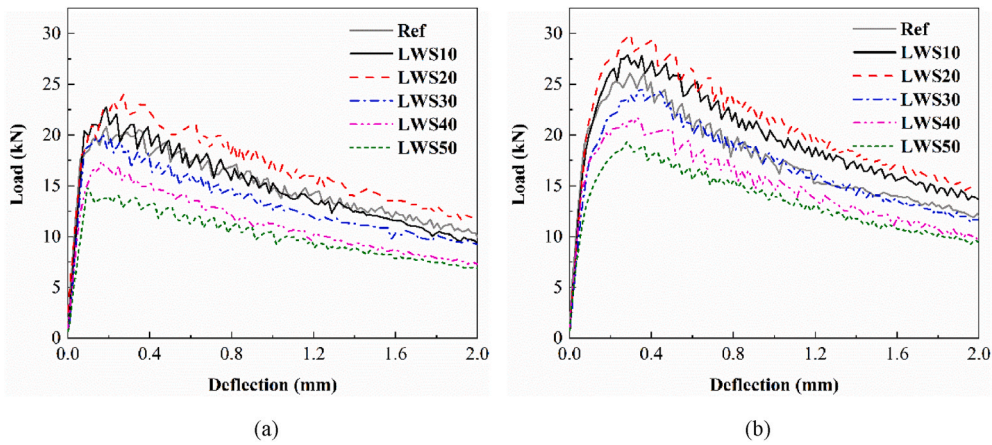 Ref
LWS10
LWS20
LWS30
LWS40
LWS50
30
25
20
15
10
5
0
Load (kN)
0.0 0.4 0.8 1.2 1.6 2.0
Deflection (mm)
(a)
Ref
LWS10
LWS20
LWS30
LWS40
LWS50
30
25
20
15
10
5
0
Load (kN)
0.0 0.4 0.8 1.2 1.6 2.0
Deflection (mm)
(b)